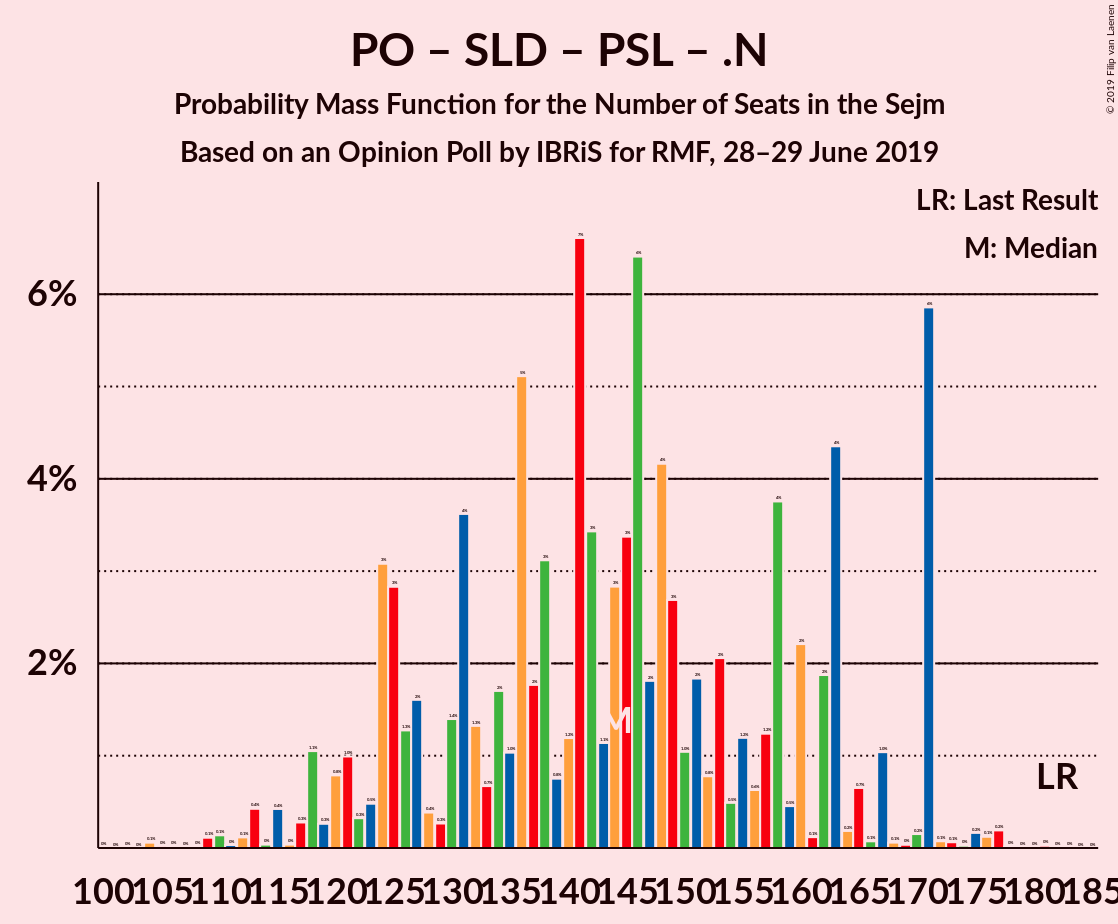 PO – SLD – PSL – .N
Probability Mass Function for the Number of Seats in the Sejm
Based on an Opinion Poll by IBRiS for RMF, 28–29 June 2019
© 2019 Filip van Laenen
LR: Last Result
M: Median
6%
4%
2%
M
LR
100 105 110 115 120 125 130 135 140 145 150 155 160 165 170 175 180 185